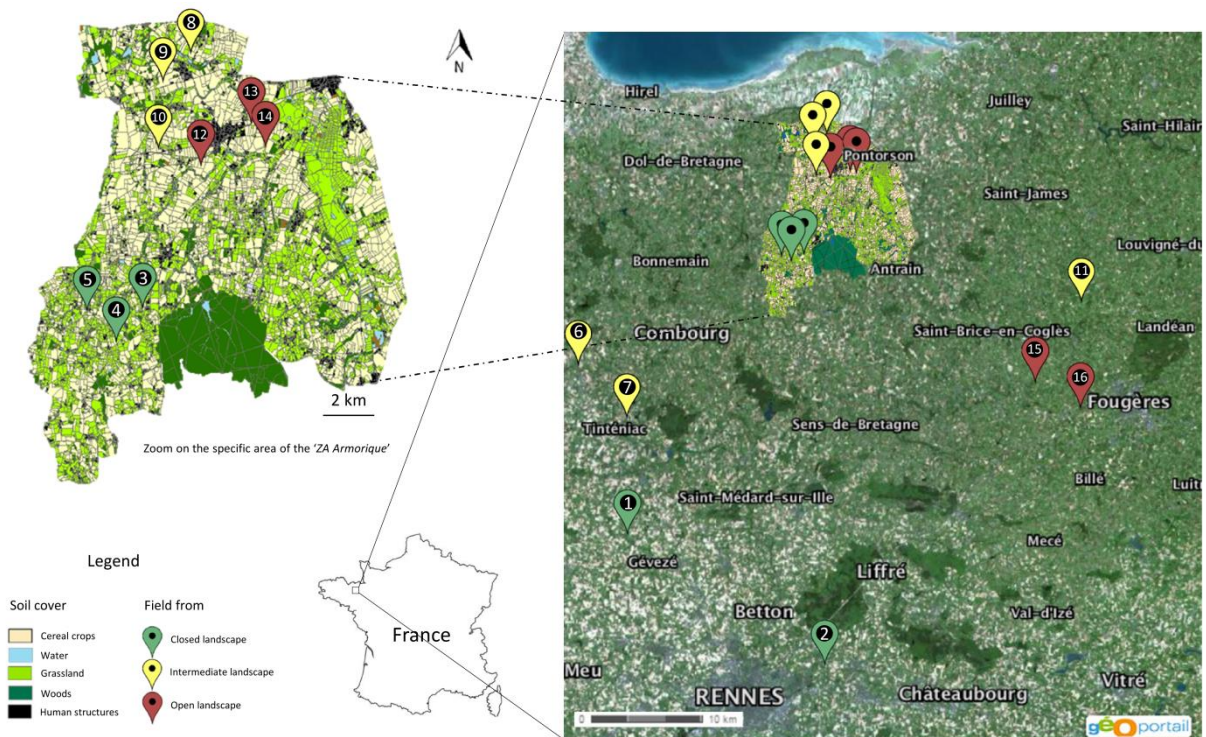 8
9
10
13
14
12
5
3
4
N
2 km
Zoom on the specific area of the 'ZA Armorique'
Legend
Soil cover
Cereal crops
Water
Grassland
Woods
Human structures
Field from
Closed landscape
Intermediate landscape
Open landscape
France
Hirel
Juilley
Saint-Hilair
Dol-de-Bretagne
Pontorson
Saint-James
Louvigné-du
Bonnemain
Antrain
11
6
Combourg
Saint-Brice-en-Coglès
Landéan
15
16
7
Fougères
Tinténiac
Sens-de-Bretagne
Billé
Luitr
1
Saint-Médard-sur-Ille
Mecé
Gévezé
Liffré
Betton
Val-d'Izé
2
Meu
RENNES
Châteaubourg
Vitré
0 10 km
géoportail